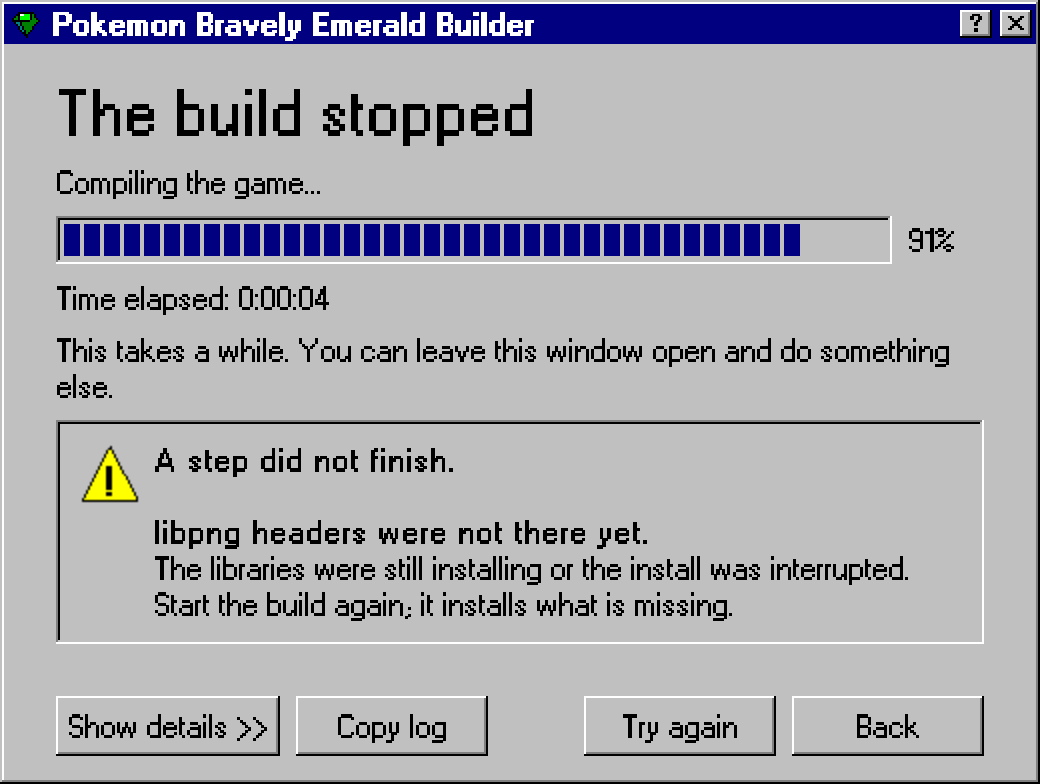 Pokemon Bravely Emerald Builder
The build stopped
Compiling the game...
91%
Time elapsed: 0:00:04
This takes a while. You can leave this window open and do something
else.
A step did not finish.
libpng headers were not there yet.
The libraries were still installing or the install was interrupted.
Start the build again; it installs what is missing.
Show details >>
Copy log
Try again
Back